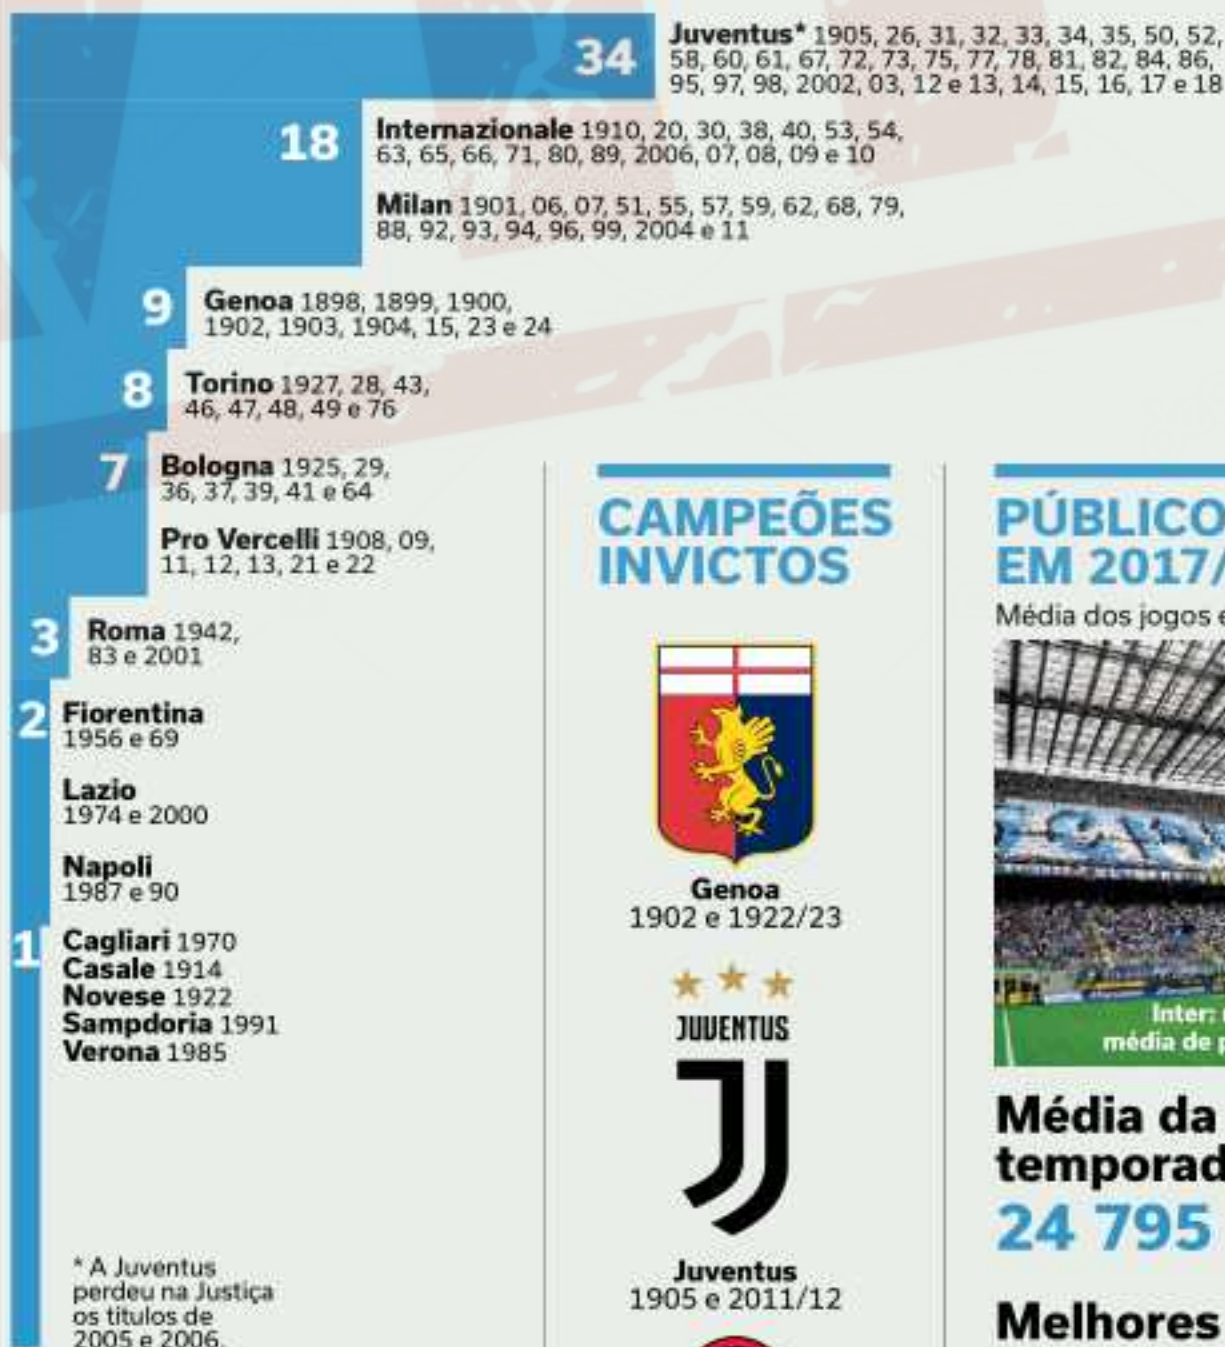 34
Juventus* 1905, 26, 31, 32, 33, 34, 35, 50, 52,
58, 60, 61, 67, 72, 73, 75, 77, 78, 81, 82, 84, 86,
95, 97, 98, 2002, 03, 12 e 13, 14, 15, 16, 17 e 18
18
Internazionale 1910, 20, 30, 38, 40, 53, 54,
63, 65, 66, 71, 80, 89, 2006, 07, 08, 09 e 10
Milan 1901, 06, 07, 51, 55, 57, 59, 62, 68, 79,
88, 92, 93, 94, 96, 99, 2004 e 11
9
Genoa 1898, 1899, 1900,
1902, 1903, 1904, 15, 23 e 24
8
Torino 1927, 28, 43,
46, 47, 48, 49 e 76
7
Bologna 1925, 29,
36, 37, 39, 41 e 64
Pro Vercelli 1908, 09,
11, 12, 13, 21 e 22
3
Roma 1942,
83 e 2001
2
Fiorentina
1956 e 69
Lazio
1974 e 2000
Napoli
1987 e 90
1
Cagliari 1970
Casale 1914
Novese 1922
Sampdoria 1991
Verona 1985
* A Juventus
perdeu na Justiça
os títulos de
2005 e 2006.
CAMPEÕES
INVICTOS
Genoa
1902 e 1922/23
JUVENTUS
Juventus
1905 e 2011/12
PÚBLICO
EM 2017/
Média dos jogos
Inter:
média de
Média da
temporad
24 795
Melhores